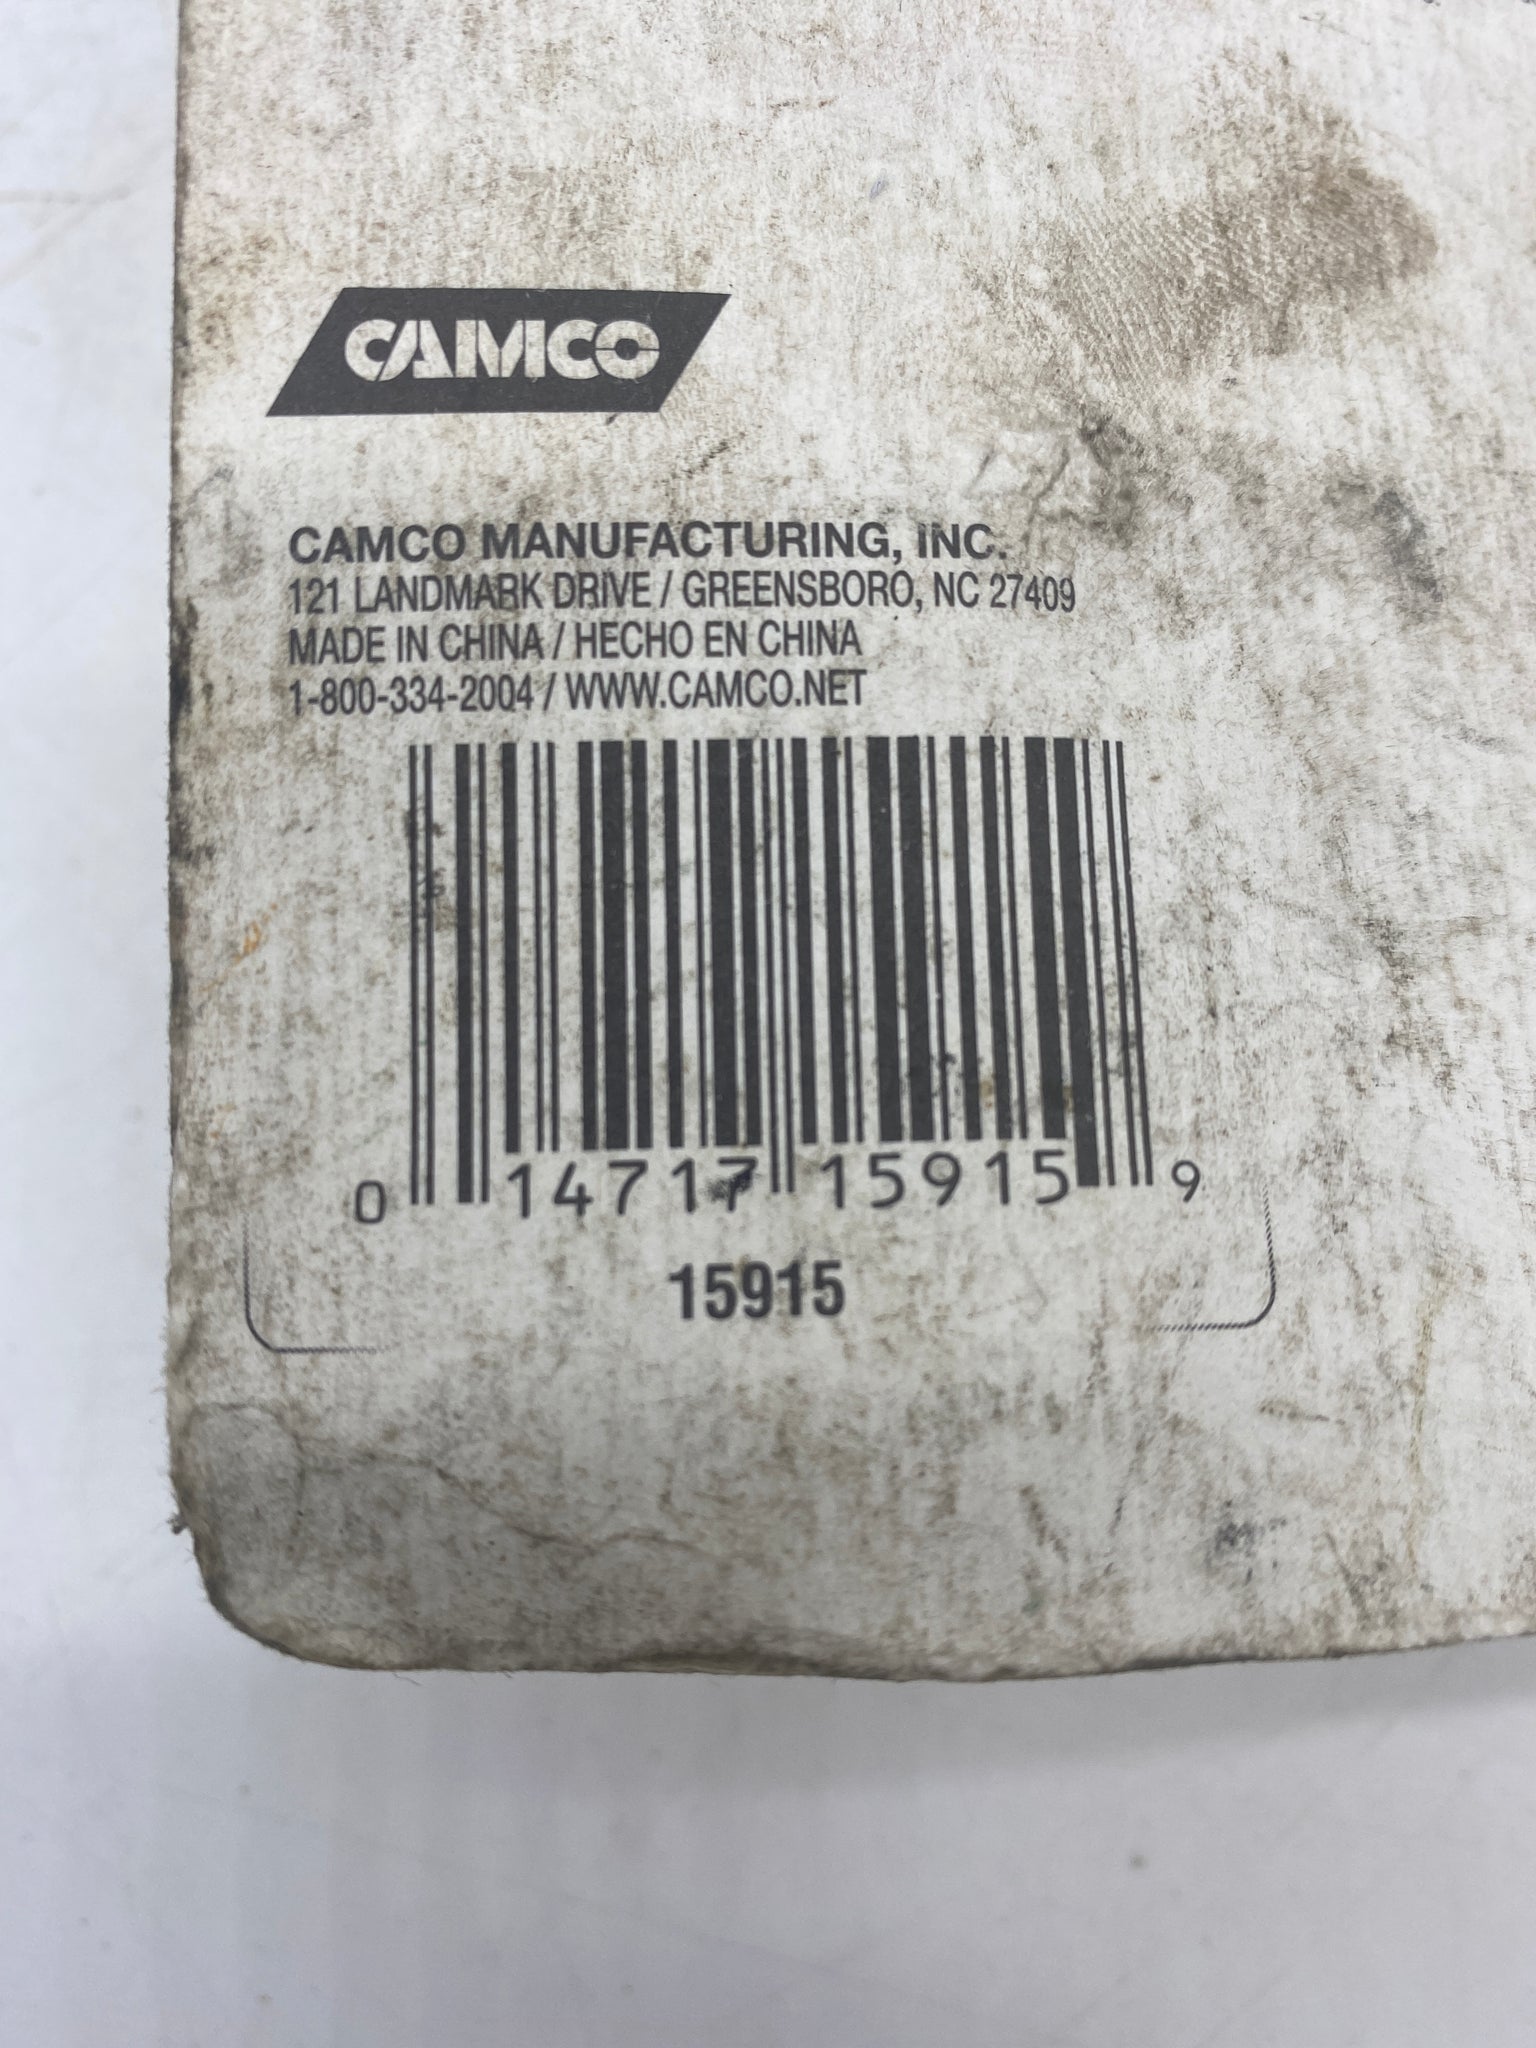 CAMCO
CAMCO MANUFACTURING, INC.
121 LANDMARK DRIVE / GREENSBORO, NC 27409
MADE IN CHINA / HECHO EN CHINA
1-800-334-2004 / WWW.CAMCO.NET
0 14717 15915 9
15915